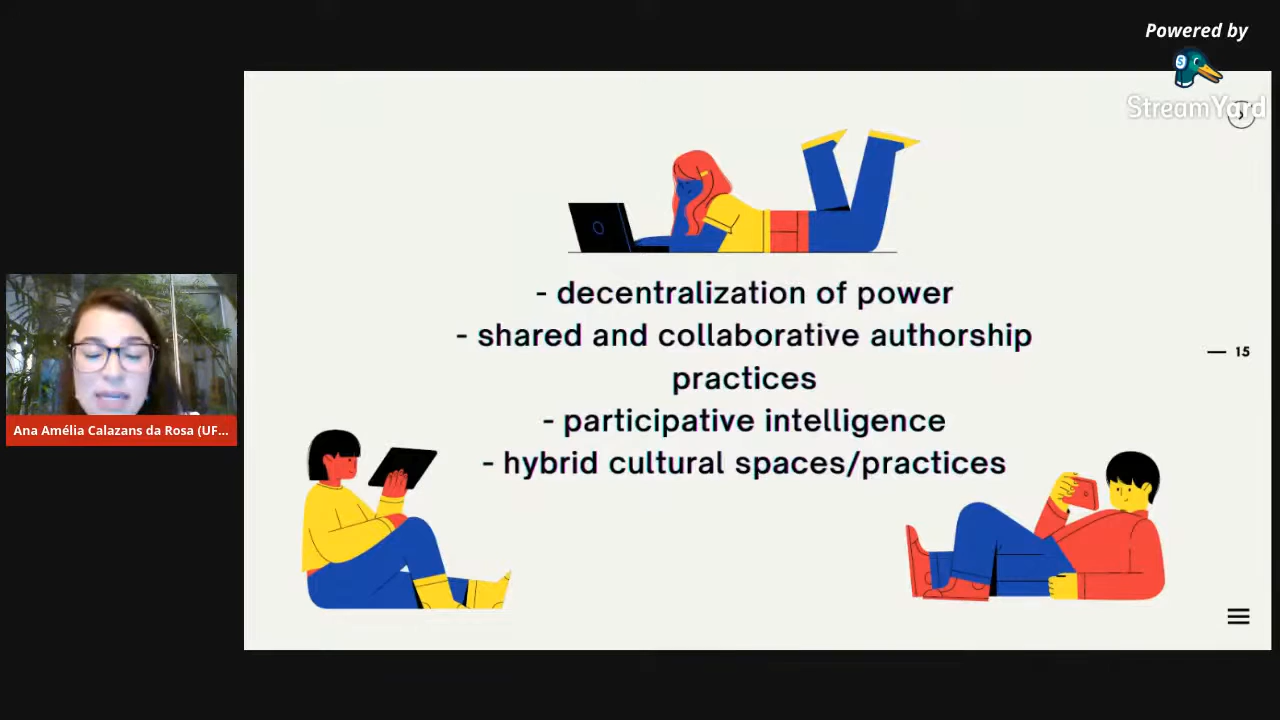 Powered by
StreamYard
- decentralization of power
- shared and collaborative authorship
practices
- participative intelligence
- hybrid cultural spaces/practices
15
Ana Amélia Calazans da Rosa (UF...